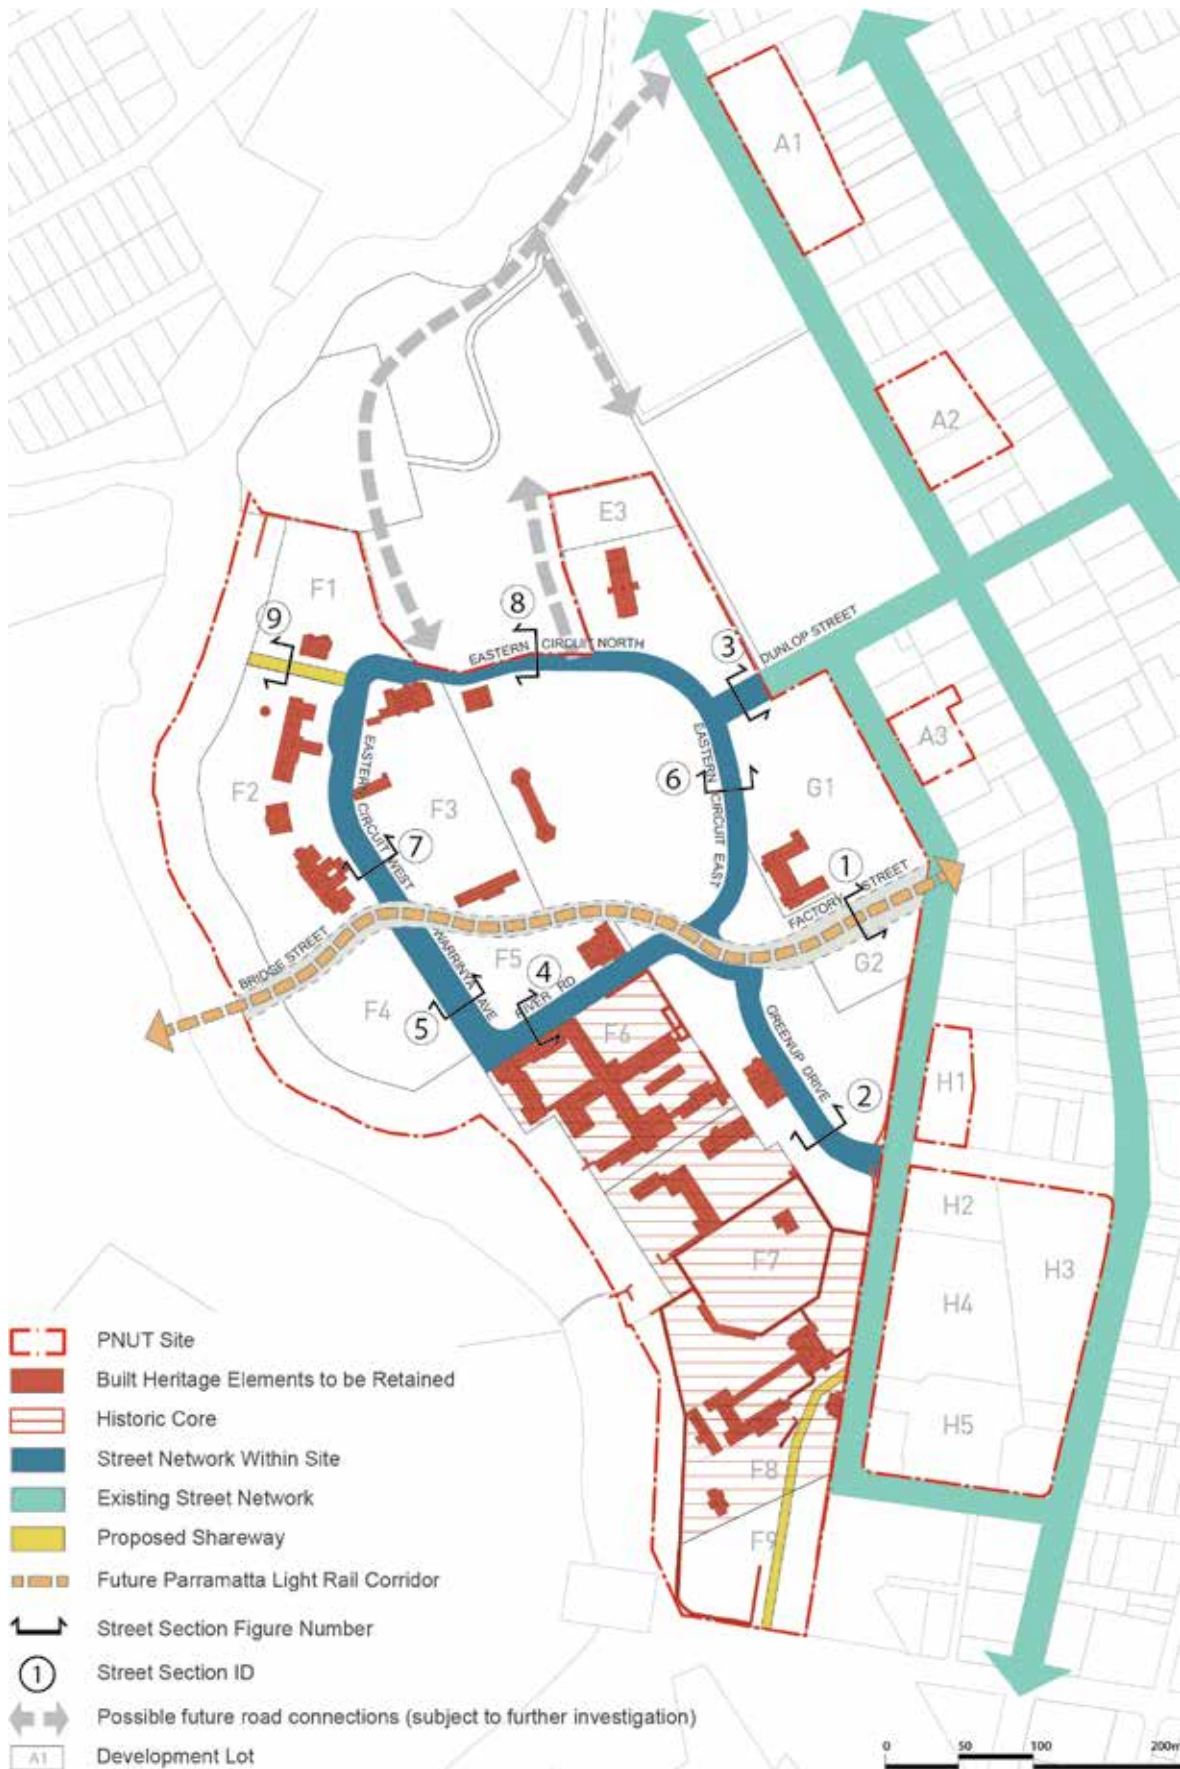 A1
A2
E3
F1
8
9
EASTERN CIRCUIT NORTH
3
DUNLOP STREET
A3
EASTERN CIRCUIT WEST
EASTERN CIRCUIT EAST
6
F2
F3
G1
7
1
FACTORY STREET
BRIDGE STREET
WARRINYA AVE
F5
4
RIVER RD
G2
F4
5
F6
GREENUP DRIVE
H1
2
H2
F7
H3
H4
H5
F8
F9
PNUT Site
Built Heritage Elements to be Retained
Historic Core
Street Network Within Site
Existing Street Network
Proposed Shareway
Future Parramatta Light Rail Corridor
Street Section Figure Number
1 Street Section ID
Possible future road connections (subject to further investigation)
A1 Development Lot
0 50 100 200m